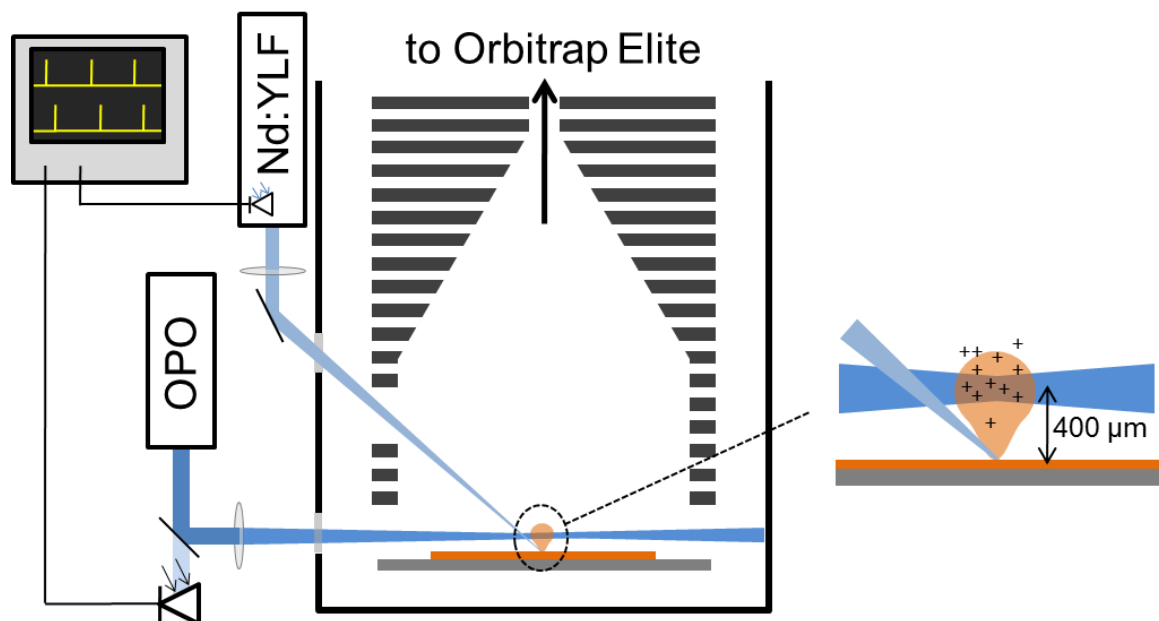 to Orbitrap Elite
Nd:YLF
OPO
+ + + + + + + + + + + +
400 µm